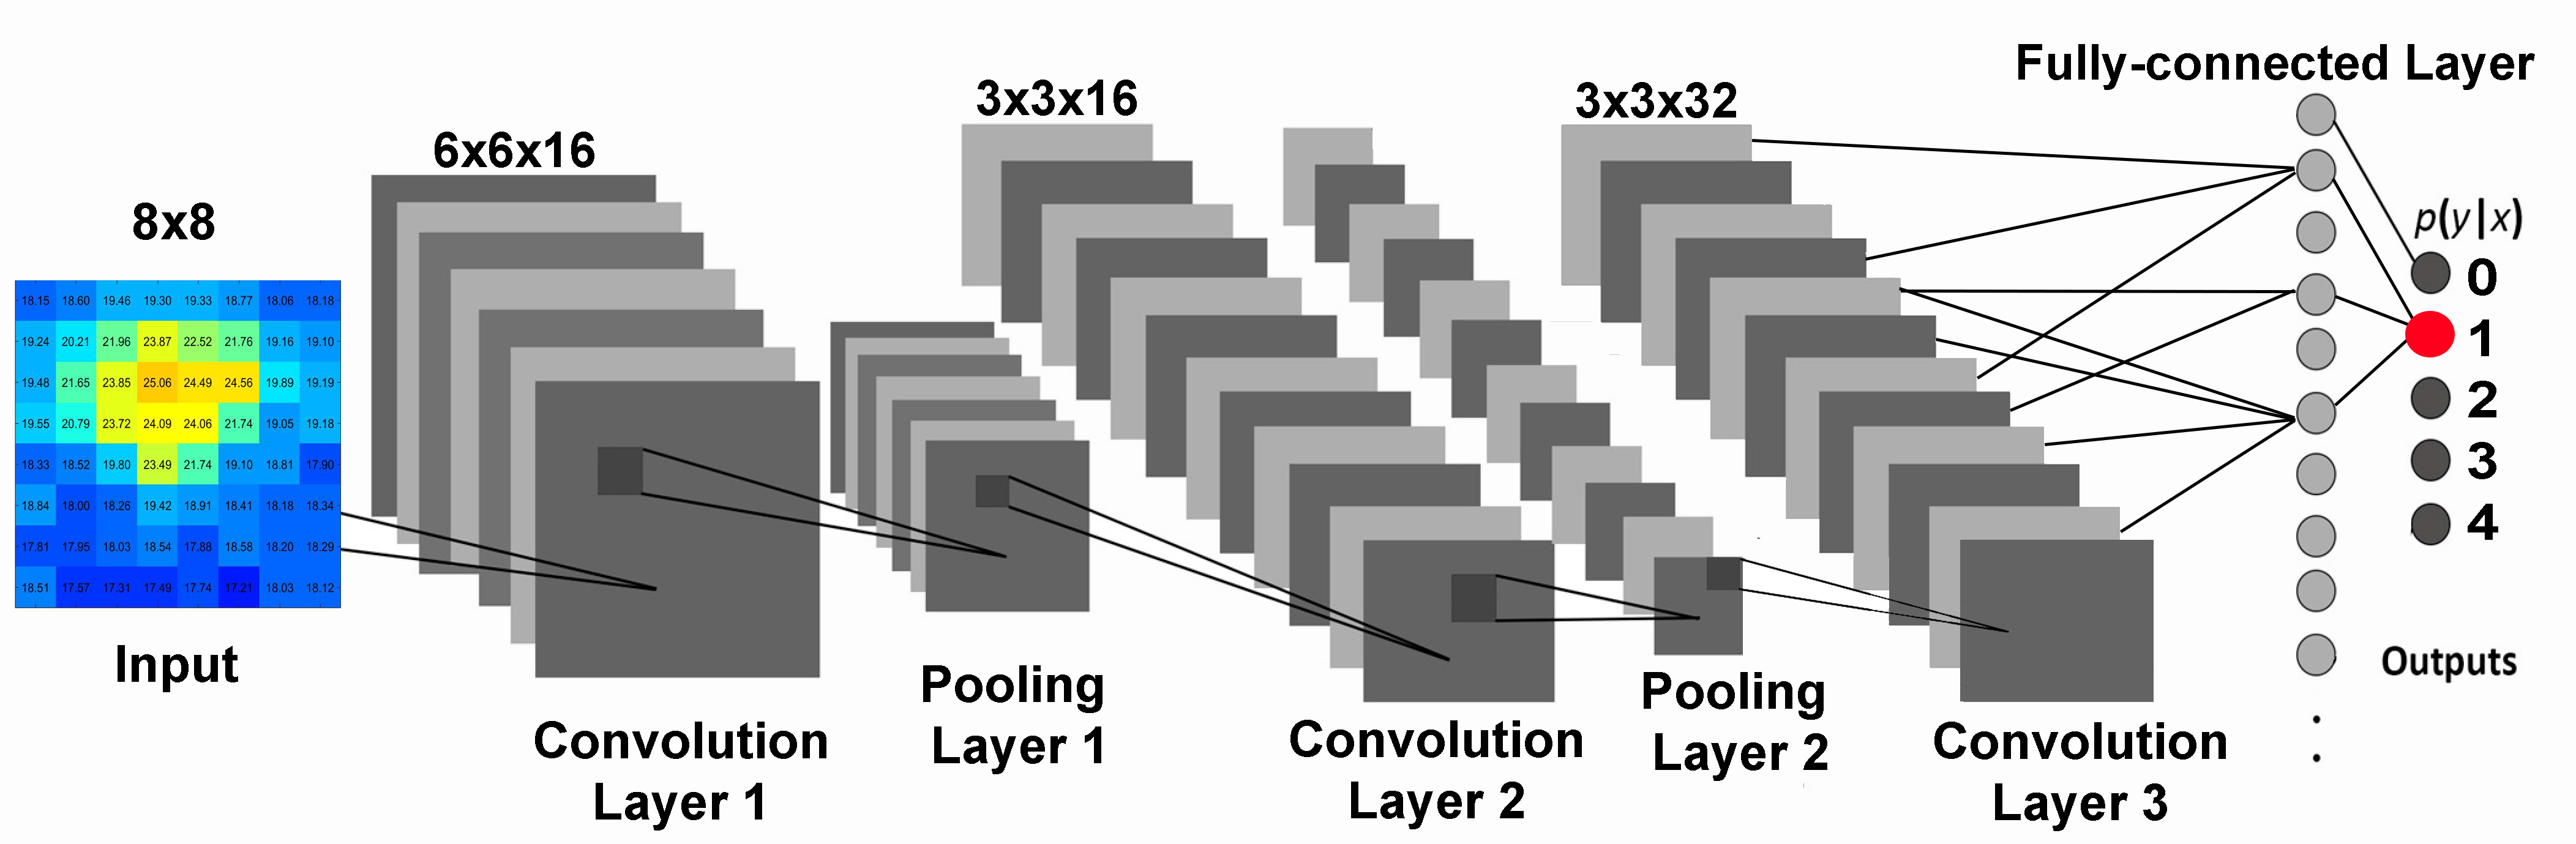 8x8
18.15 18.60 19.46 19.30 19.33 18.77 18.06 18.18
19.24 20.21 21.96 23.87 22.52 21.76 19.16 19.10
19.48 21.65 23.85 25.06 24.49 24.56 19.89 19.19
19.55 20.79 23.72 24.09 24.06 21.74 19.05 19.18
18.33 18.52 19.80 23.49 21.74 19.10 18.81 17.90
18.84 18.00 18.26 19.42 18.91 18.41 18.18 18.34
17.81 17.95 18.03 18.54 17.88 18.58 18.20 18.29
18.51 17.57 17.31 17.49 17.74 17.21 18.03 18.12
Input
6x6x16
Convolution
Layer 1
Pooling
Layer 1
3x3x16
Convolution
Layer 2
Pooling
Layer 2
3x3x32
Convolution
Layer 3
Fully-connected Layer
p(y|x)
0
1
2
3
4
Outputs